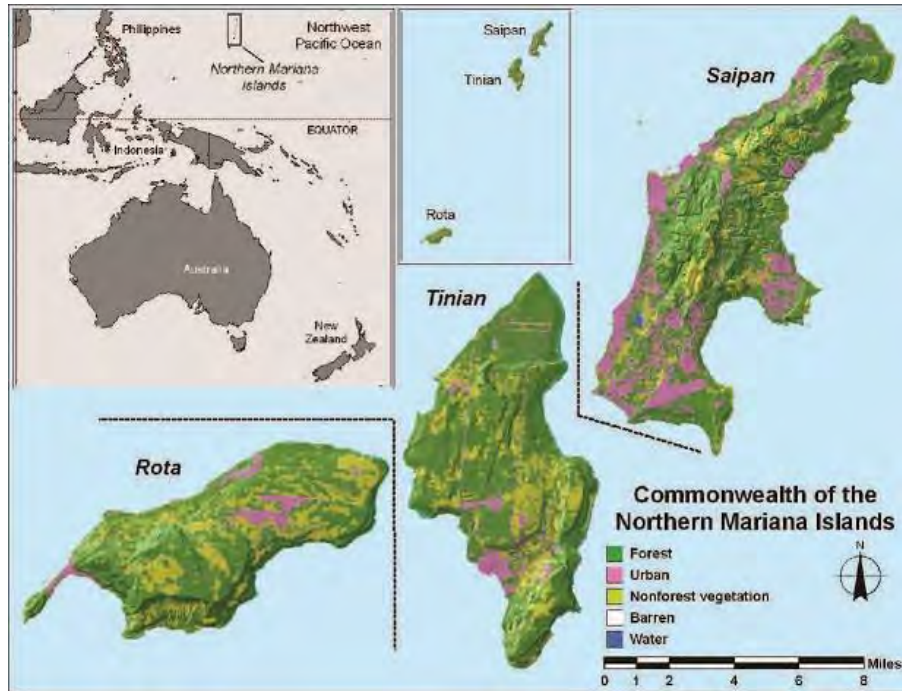 Philippines
Northwest
Pacific Ocean
Northern Mariana
islands
EQUATOR
Indonesia
Australia
New
Zealand
Saipan
Tinian
Rota
Saipan
Tinian
Rota
Commonwealth of the
Northern Mariana Islands
Forest
Urban
Nonforest vegetation
Barren
Water
N
Miles
0 1 2 4 6 8